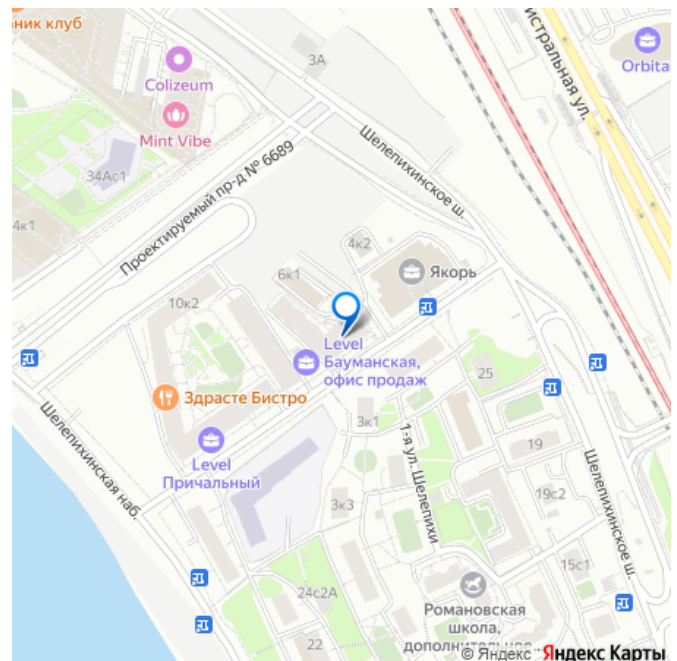 ник клуб
Colizeum
Mint Vibe
34Ас1
4к1
3А
Orbita
стральная ул.
Шелепихинское ш.
Проектируемый пр-д № 6689
4к2
6к1
Якорь
10к2
Level
Бауманская,
офис продаж
Здрасте Бистро
Level
Причальный
Шелепихинская наб.
3к1
25
1-я ул. Шелепихи
19
19с2
Шелепихинское ш.
3к3
24с2А
15с1
22
Романовская
школа,
дополнительное...
© Яндекс Яндекс Карты